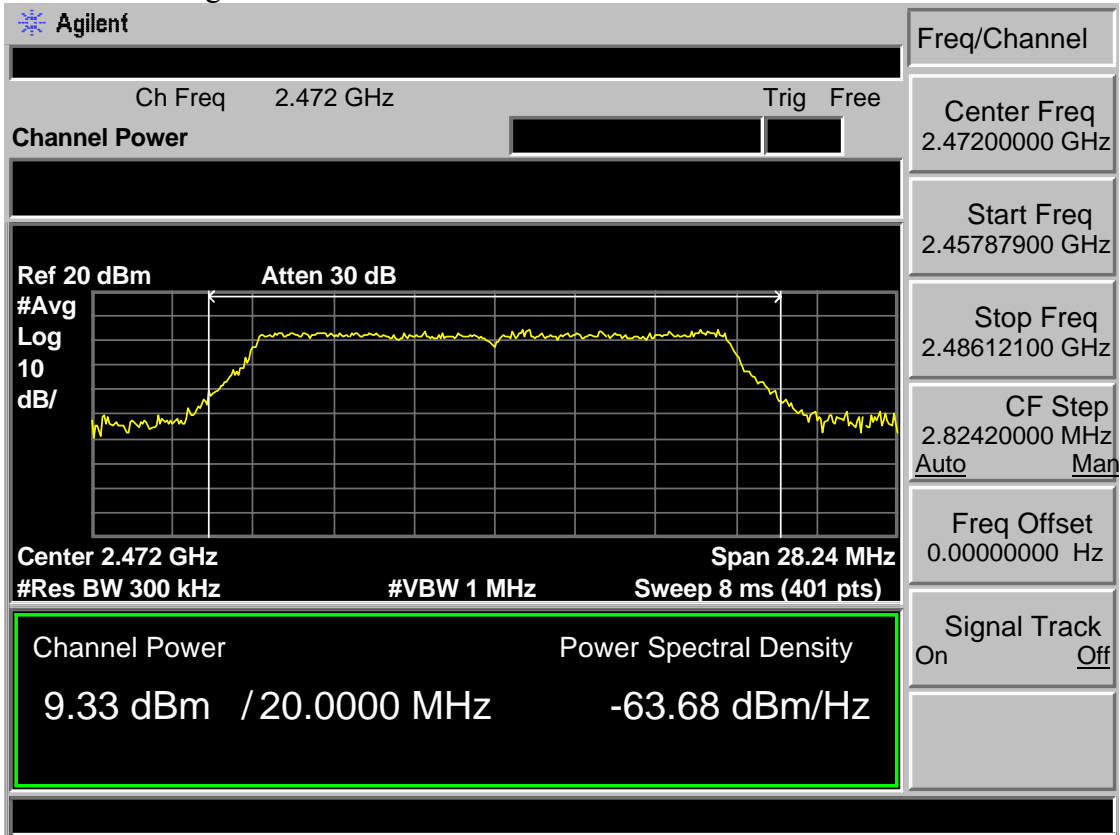 Agilent
Freq/Channel
Ch Freq 2.472 GHz Trig Free
Channel Power
Center Freq
2.47200000 GHz
Start Freq
2.45787900 GHz
Stop Freq
2.48612100 GHz
CF Step
2.82420000 MHz
Auto Man
Freq Offset
0.00000000 Hz
Signal Track
On Off
Ref 20 dBm Atten 30 dB
#Avg
Log
10
dB/
Center 2.472 GHz Span 28.24 MHz
#Res BW 300 kHz #VBW 1 MHz Sweep 8 ms (401 pts)
Channel Power Power Spectral Density
9.33 dBm / 20.0000 MHz -63.68 dBm/Hz